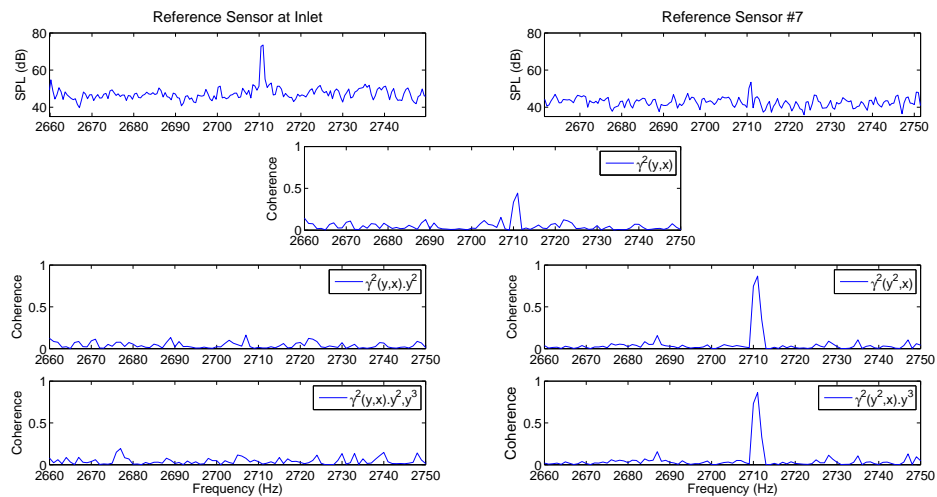 Reference Sensor at Inlet
Reference Sensor #7
SPL (dB)
80
60
40
2660 2670 2680 2690 2700 2710 2720 2730 2740
SPL (dB)
80
60
40
2670 2680 2690 2700 2710 2720 2730 2740 2750
Coherence
1
0.5
0
γ²(y,x)
2660 2670 2680 2690 2700 2710 2720 2730 2740 2750
Coherence
1
0.5
0
γ²(y,x).y²
2660 2670 2680 2690 2700 2710 2720 2730 2740 2750
Coherence
1
0.5
0
γ²(y²,x)
2660 2670 2680 2690 2700 2710 2720 2730 2740 2750
Coherence
1
0.5
0
γ²(y,x).y²,y³
2660 2670 2680 2690 2700 2710 2720 2730 2740 2750
Frequency (Hz)
Coherence
1
0.5
0
γ²(y²,x).y³
2660 2670 2680 2690 2700 2710 2720 2730 2740 2750
Frequency (Hz)